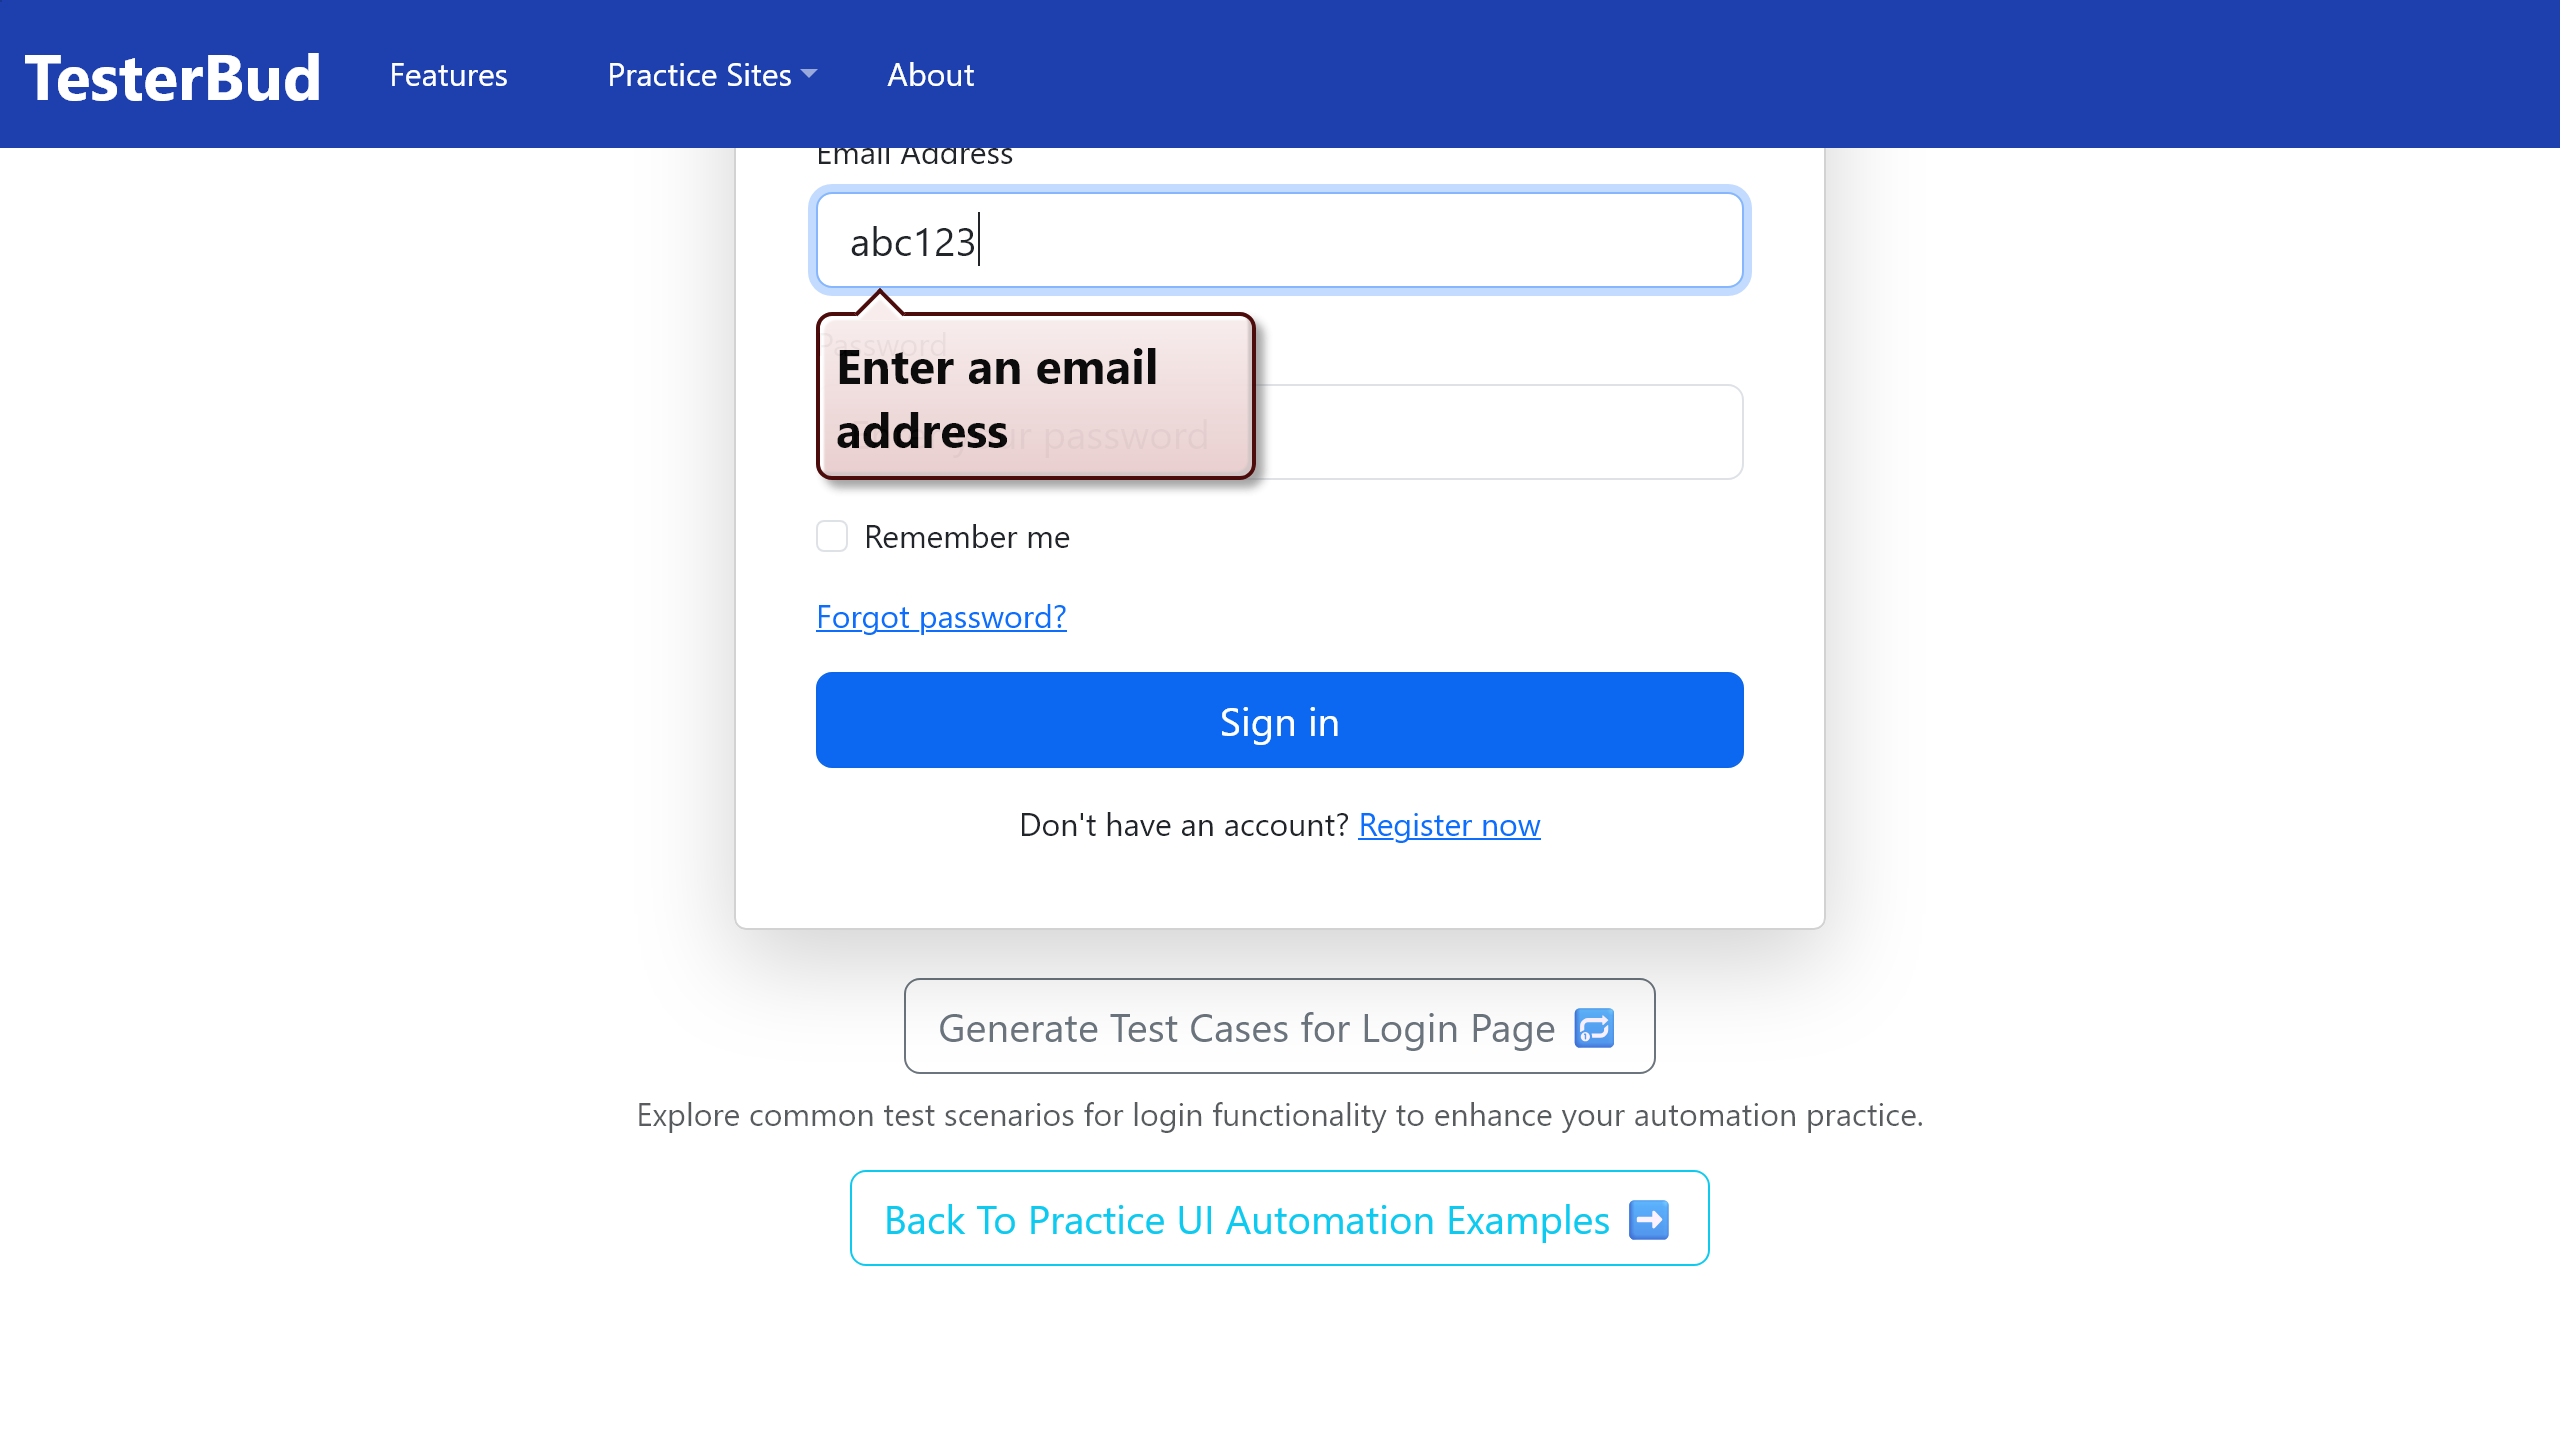 TesterBud
Features
Practice Sites
About
Email Address
abc123
Password
Enter an email
address
your password
Remember me
Forgot password?
Sign in
Don't have an account? Register now
Generate Test Cases for Login Page
Explore common test scenarios for login functionality to enhance your automation practice.
Back To Practice UI Automation Examples